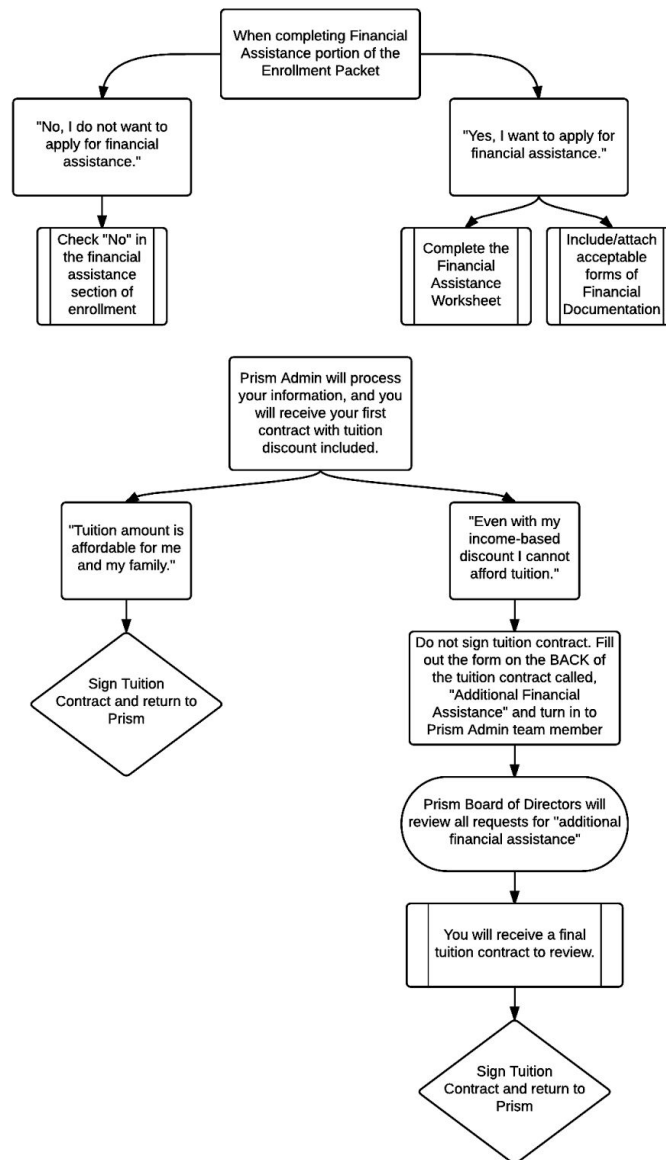 When completing Financial
Assistance portion of the
Enrollment Packet
"No, I do not want to
apply for financial
assistance."
"Yes, I want to apply for
financial assistance."
Check "No" in
the financial
assistance
section of
enrollment
Complete the
Financial
Assistance
Worksheet
Include/attach
acceptable
forms of
Financial
Documentation
Prism Admin will process
your information, and you
will receive your first
contract with tuition
discount included.
"Tuition amount is
affordable for me
and my family."
"Even with my
income-based
discount I cannot
afford tuition."
Sign Tuition
Contract and return to
Prism
Do not sign tuition contract. Fill
out the form on the BACK of
the tuition contract called,
"Additional Financial
Assistance" and turn in to
Prism Admin team member
Prism Board of Directors will
review all requests for "additional
financial assistance"
You will receive a final
tuition contract to review.
Sign Tuition
Contract and return to
Prism